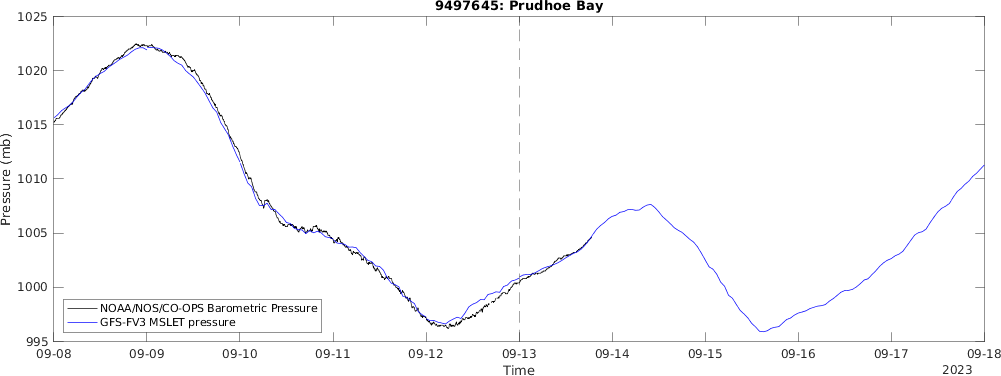 9497645: Prudhoe Bay
1025
1020
1015
1010
1005
1000
995
Pressure (mb)
NOAA/NOS/CO-OPS Barometric Pressure
GFS-FV3 MSLET pressure
09-08 09-09 09-10 09-11 09-12 09-13 09-14 09-15 09-16 09-17 09-18
Time
2023